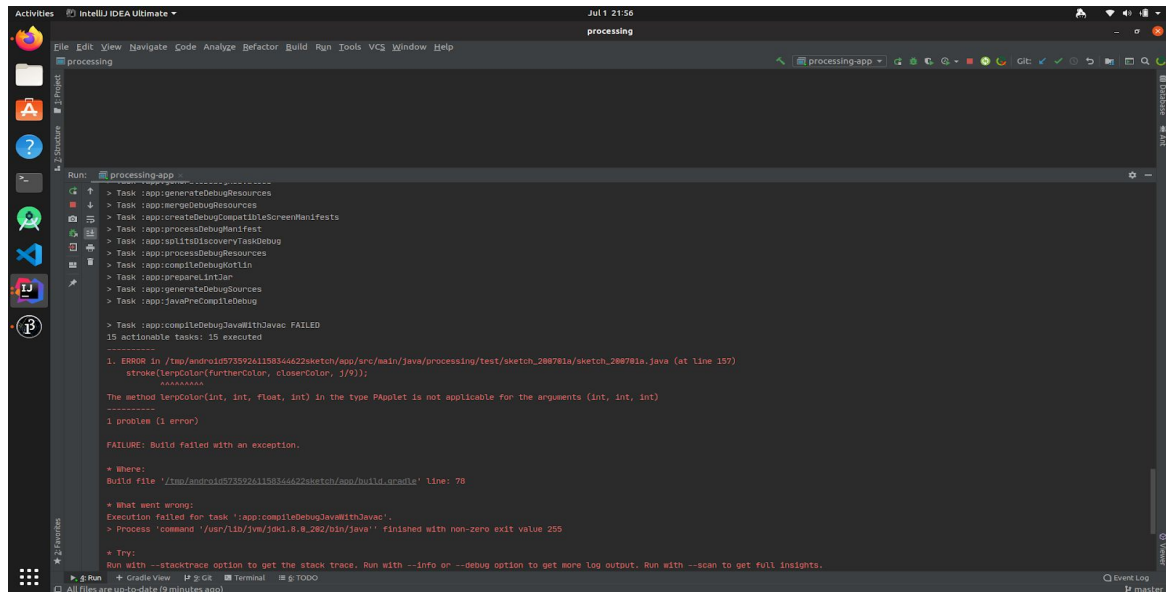 Activities IntelliJ IDEA Ultimate Jul 1 21:56
processing
File Edit View Navigate Code Analyze Refactor Build Run Tools VCS Window Help
processing processing-app Git:
1: Project
7: Structure
Database
Ant
Run: processing-app
> Task :app:generateDebugResources
> Task :app:mergeDebugResources
> Task :app:createDebugCompatibleScreenManifests
> Task :app:processDebugManifest
> Task :app:splitsDiscoveryTaskDebug
> Task :app:processDebugResources
> Task :app:compileDebugKotlin
> Task :app:prepareLintJar
> Task :app:generateDebugSources
> Task :app:javaPreCompileDebug
> Task :app:compileDebugJavaWithJavac FAILED
15 actionable tasks: 15 executed
----------
1. ERROR in /tmp/android57359261158344622sketch/app/src/main/java/processing/test/sketch_200701a/sketch_200701a.java (at line 157)
stroke(lerpColor(furtherColor, closerColor, j/9));
^^^^^^^^^
The method lerpColor(int, int, float, int) in the type PApplet is not applicable for the arguments (int, int, int)
----------
1 problem (1 error)
FAILURE: Build failed with an exception.
* Where:
Build file '/tmp/android57359261158344622sketch/app/build.gradle' line: 78
* What went wrong:
Execution failed for task ':app:compileDebugJavaWithJavac'.
> Process 'command '/usr/lib/jvm/jdk1.8.0_202/bin/java'' finished with non-zero exit value 255
* Try:
Run with --stacktrace option to get the stack trace. Run with --info or --debug option to get more log output. Run with --scan to get full insights.
2: Favorites
Viewer
4: Run Gradle View 9: Git Terminal 6: TODO Event Log
All files are up-to-date (9 minutes ago) master